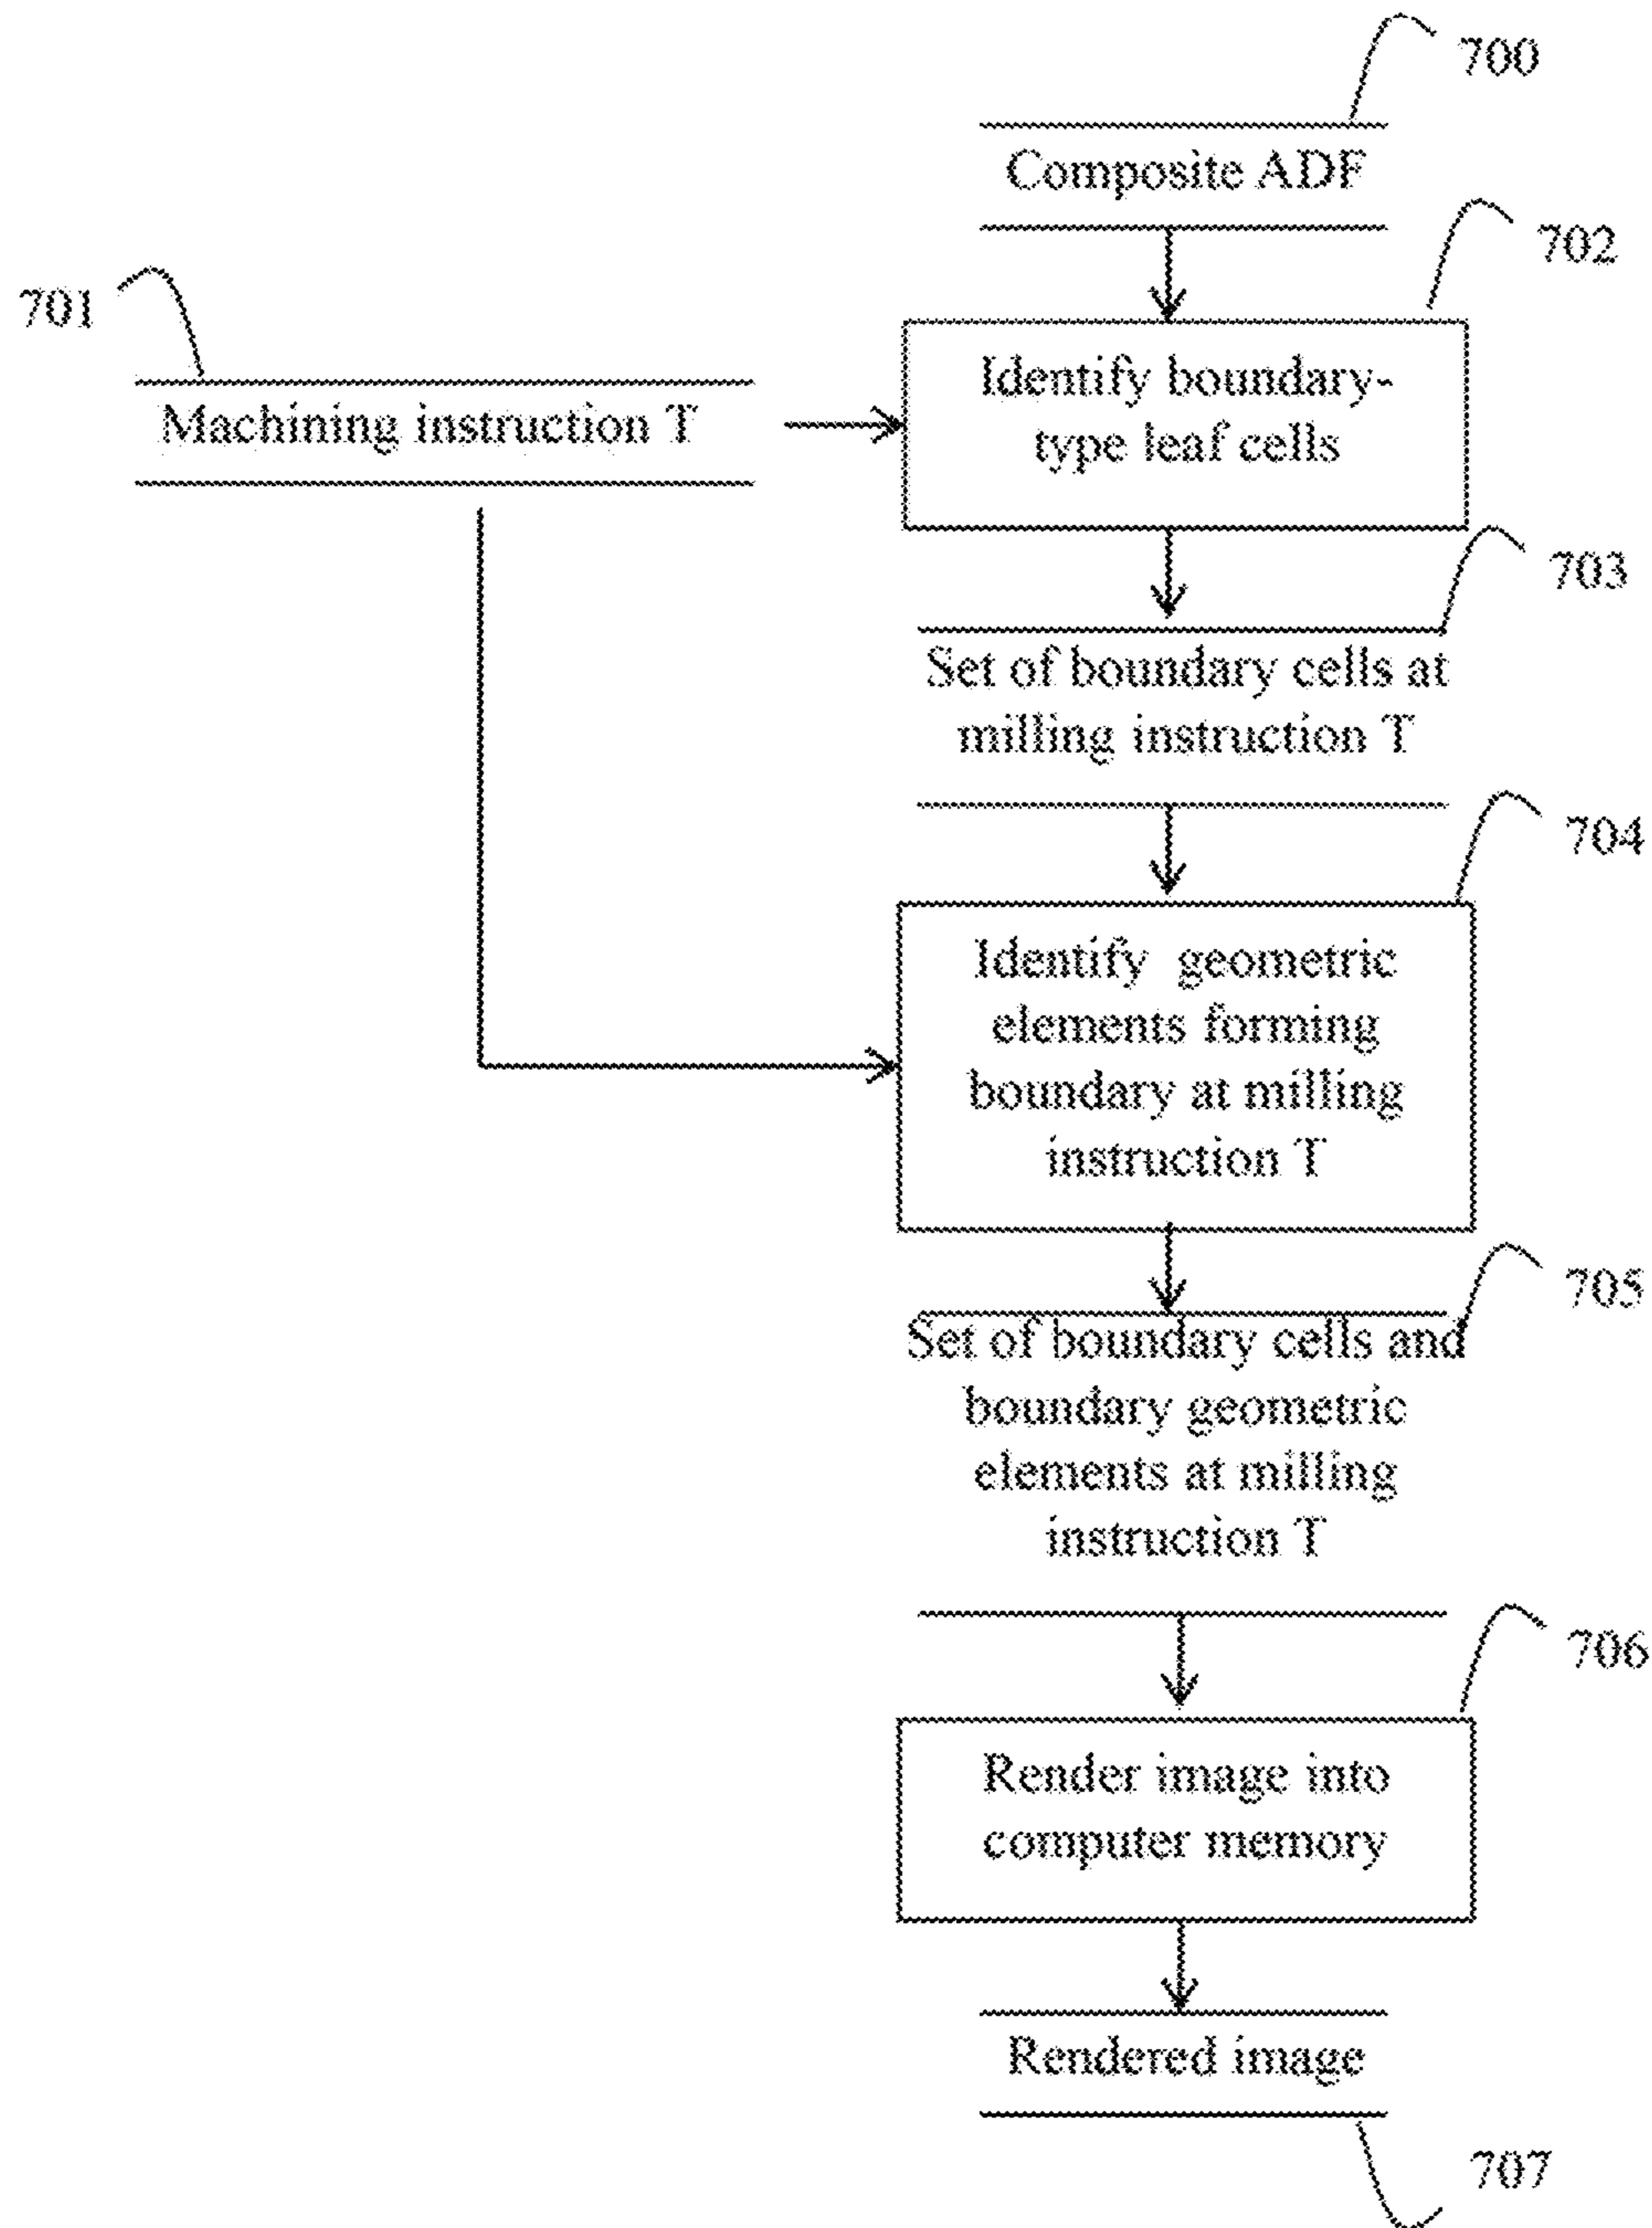 700
Composite ADF
702
701
Identify boundary-
type leaf cells
Machining instruction T
703
Set of boundary cells at
milling instruction T
704
Identify geometric
elements forming
boundary at milling
instruction T
705
Set of boundary cells and
boundary geometric
elements at milling
instruction T
706
Render image into
computer memory
Rendered image
707